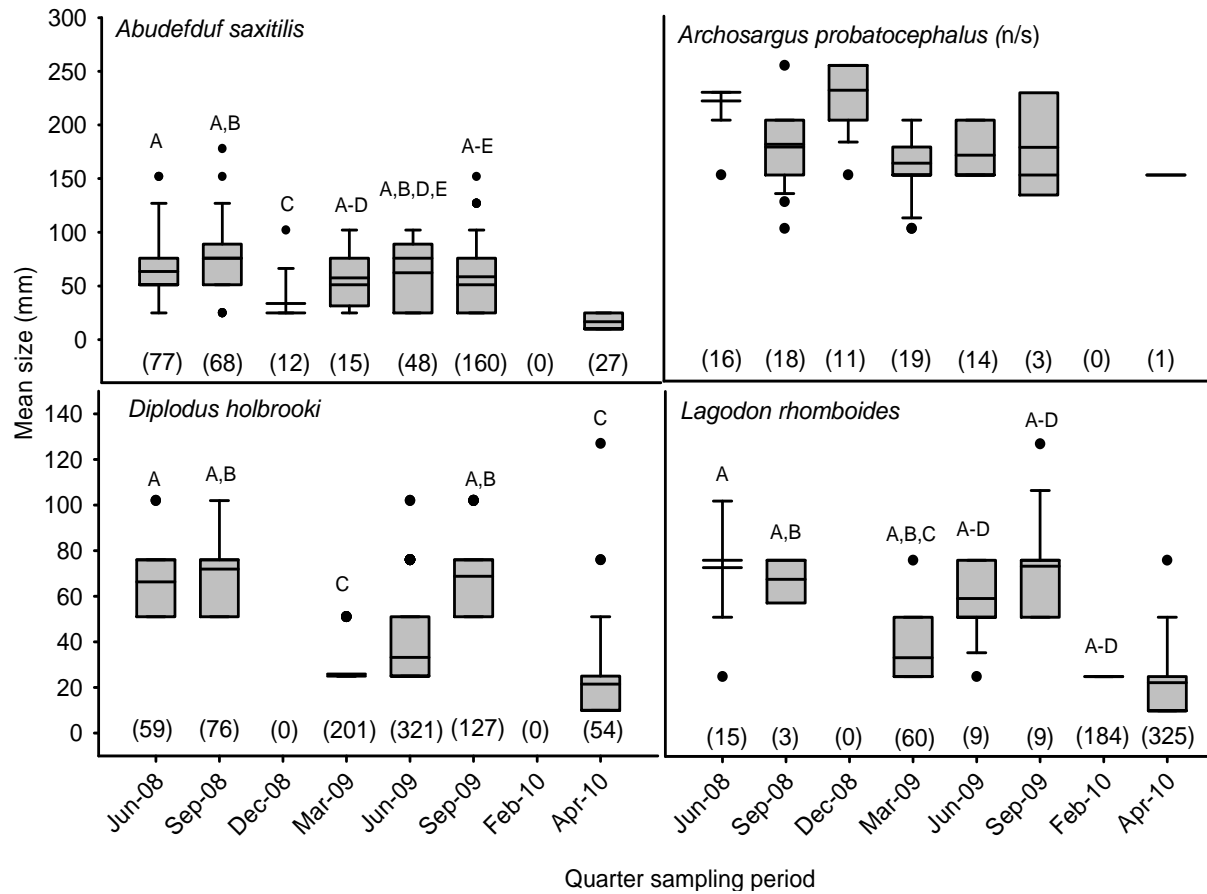 Abudefduf saxitilis
Archosargus probatocephalus (n/s)
300
250
200
150
100
50
0
A
A,B
C
A-D
A,B,D,E
A-E
(77) (68) (12) (15) (48) (160) (0) (27)
(16) (18) (11) (19) (14) (3) (0) (1)
Mean size (mm)
Diplodus holbrooki
Lagodon rhomboides
140
120
100
80
60
40
20
0
A
A,B
C
A,B
C
A
A,B
A,B,C
A-D
A-D
A-D
(59) (76) (0) (201) (321) (127) (0) (54)
(15) (3) (0) (60) (9) (9) (184) (325)
Jun-08 Sep-08 Dec-08 Mar-09 Jun-09 Sep-09 Feb-10 Apr-10
Jun-08 Sep-08 Dec-08 Mar-09 Jun-09 Sep-09 Feb-10 Apr-10
Quarter sampling period